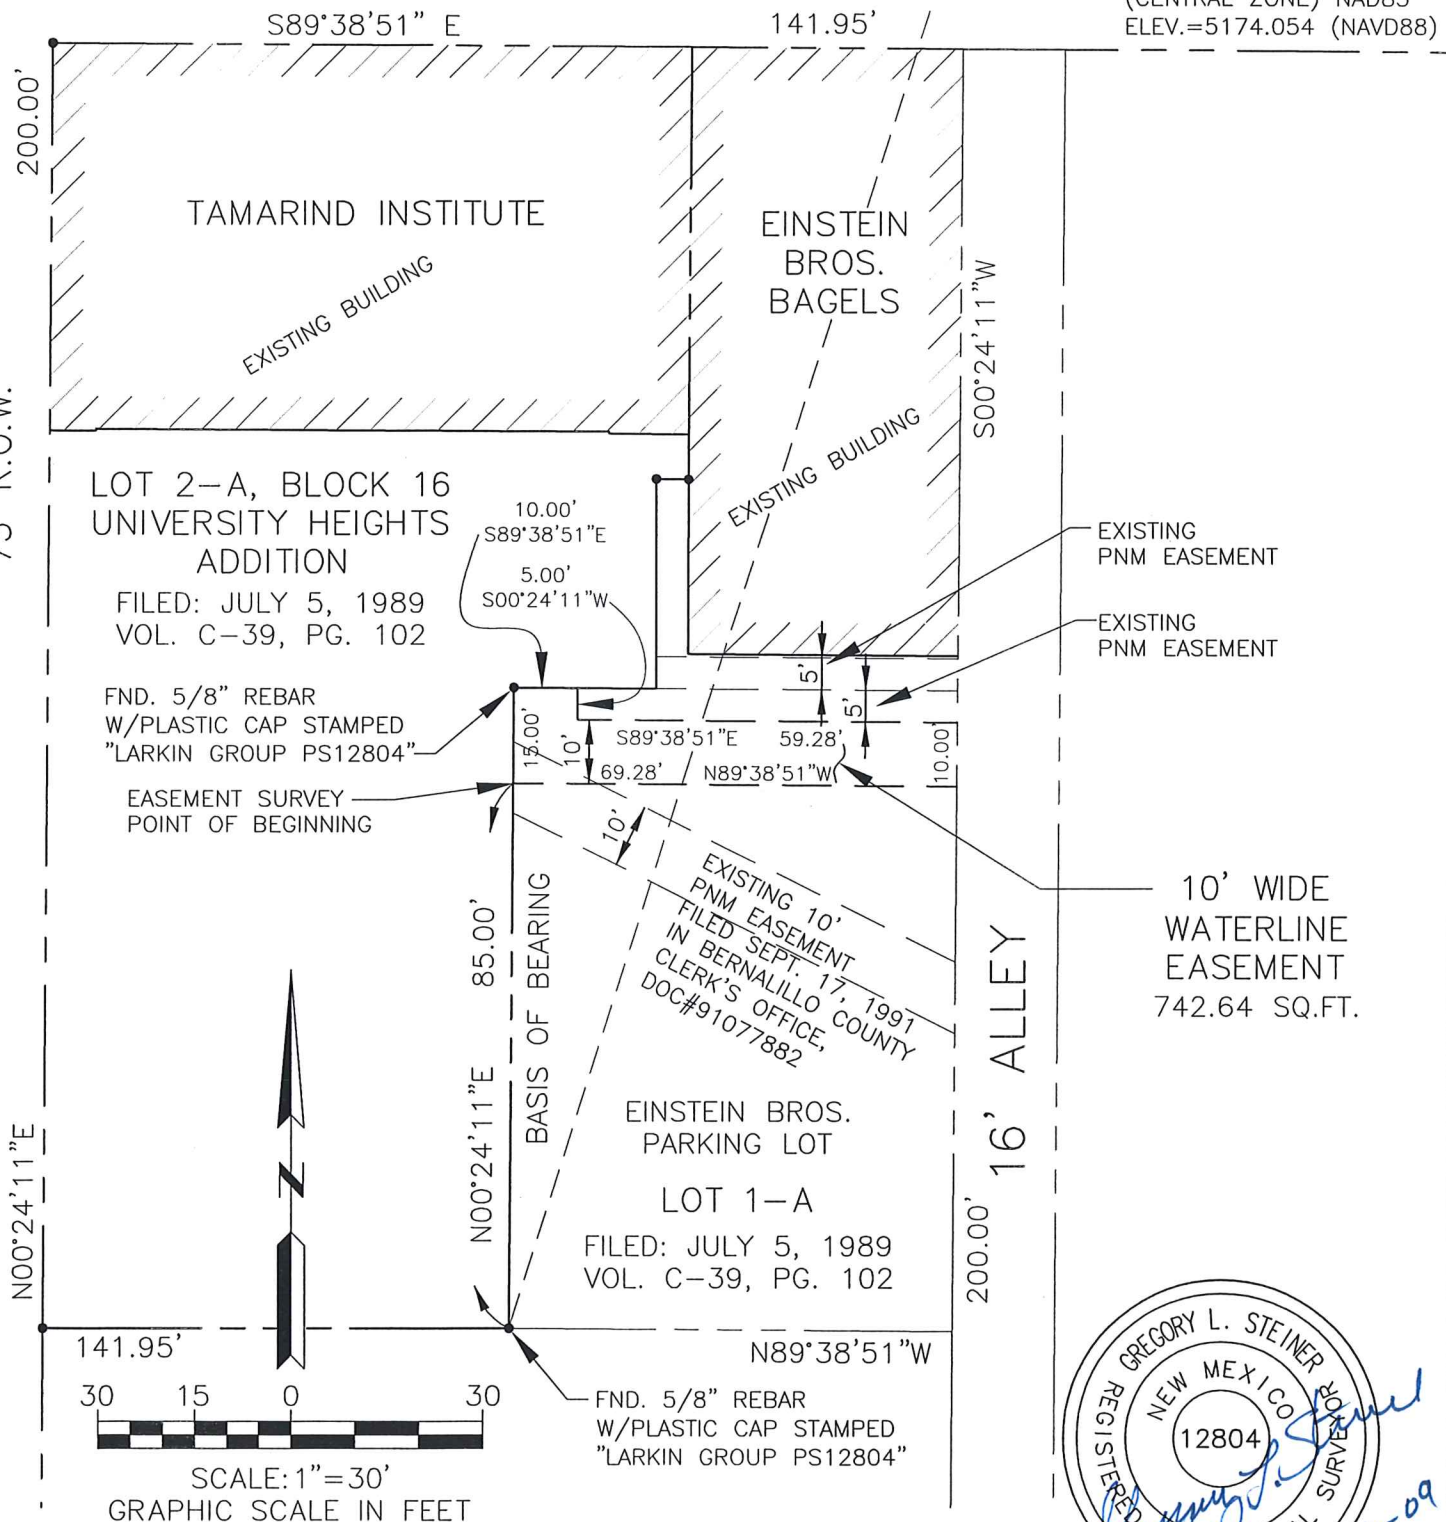 (CENTRAL ZONE) NAD83
ELEV.=5174.054 (NAVD88)
S89°38'51" E
141.95'
200.00'
TAMARIND INSTITUTE
EXISTING BUILDING
EINSTEIN
BROS.
BAGELS
EXISTING BUILDING
S00°24'11"W
R.O.W.
LOT 2-A, BLOCK 16
UNIVERSITY HEIGHTS
ADDITION
FILED: JULY 5, 1989
VOL. C-39, PG. 102
10.00'
S89°38'51"E
5.00'
S00°24'11"W
EXISTING
PNM EASEMENT
EXISTING
PNM EASEMENT
5'
5'
FND. 5/8" REBAR
W/PLASTIC CAP STAMPED
"LARKIN GROUP PS12804"
15.00'
10'
S89°38'51"E
59.28'
69.28'
N89°38'51"W
10.00'
EASEMENT SURVEY
POINT OF BEGINNING
10'
EXISTING 10'
PNM EASEMENT
FILED SEPT. 17, 1991
IN BERNALILLO COUNTY
CLERK'S OFFICE,
DOC#91077882
10' WIDE
WATERLINE
EASEMENT
742.64 SQ.FT.
N00°24'11"E
85.00'
BASIS OF BEARING
16' ALLEY
EINSTEIN BROS.
PARKING LOT
LOT 1-A
FILED: JULY 5, 1989
VOL. C-39, PG. 102
N00°24'11"E
N
200.00'
141.95'
N89°38'51"W
30 15 0 30
SCALE: 1"=30'
GRAPHIC SCALE IN FEET
FND. 5/8" REBAR
W/PLASTIC CAP STAMPED
"LARKIN GROUP PS12804"
GREGORY L. STEINER
NEW MEXICO
12804
REGISTERED
SURVEYOR